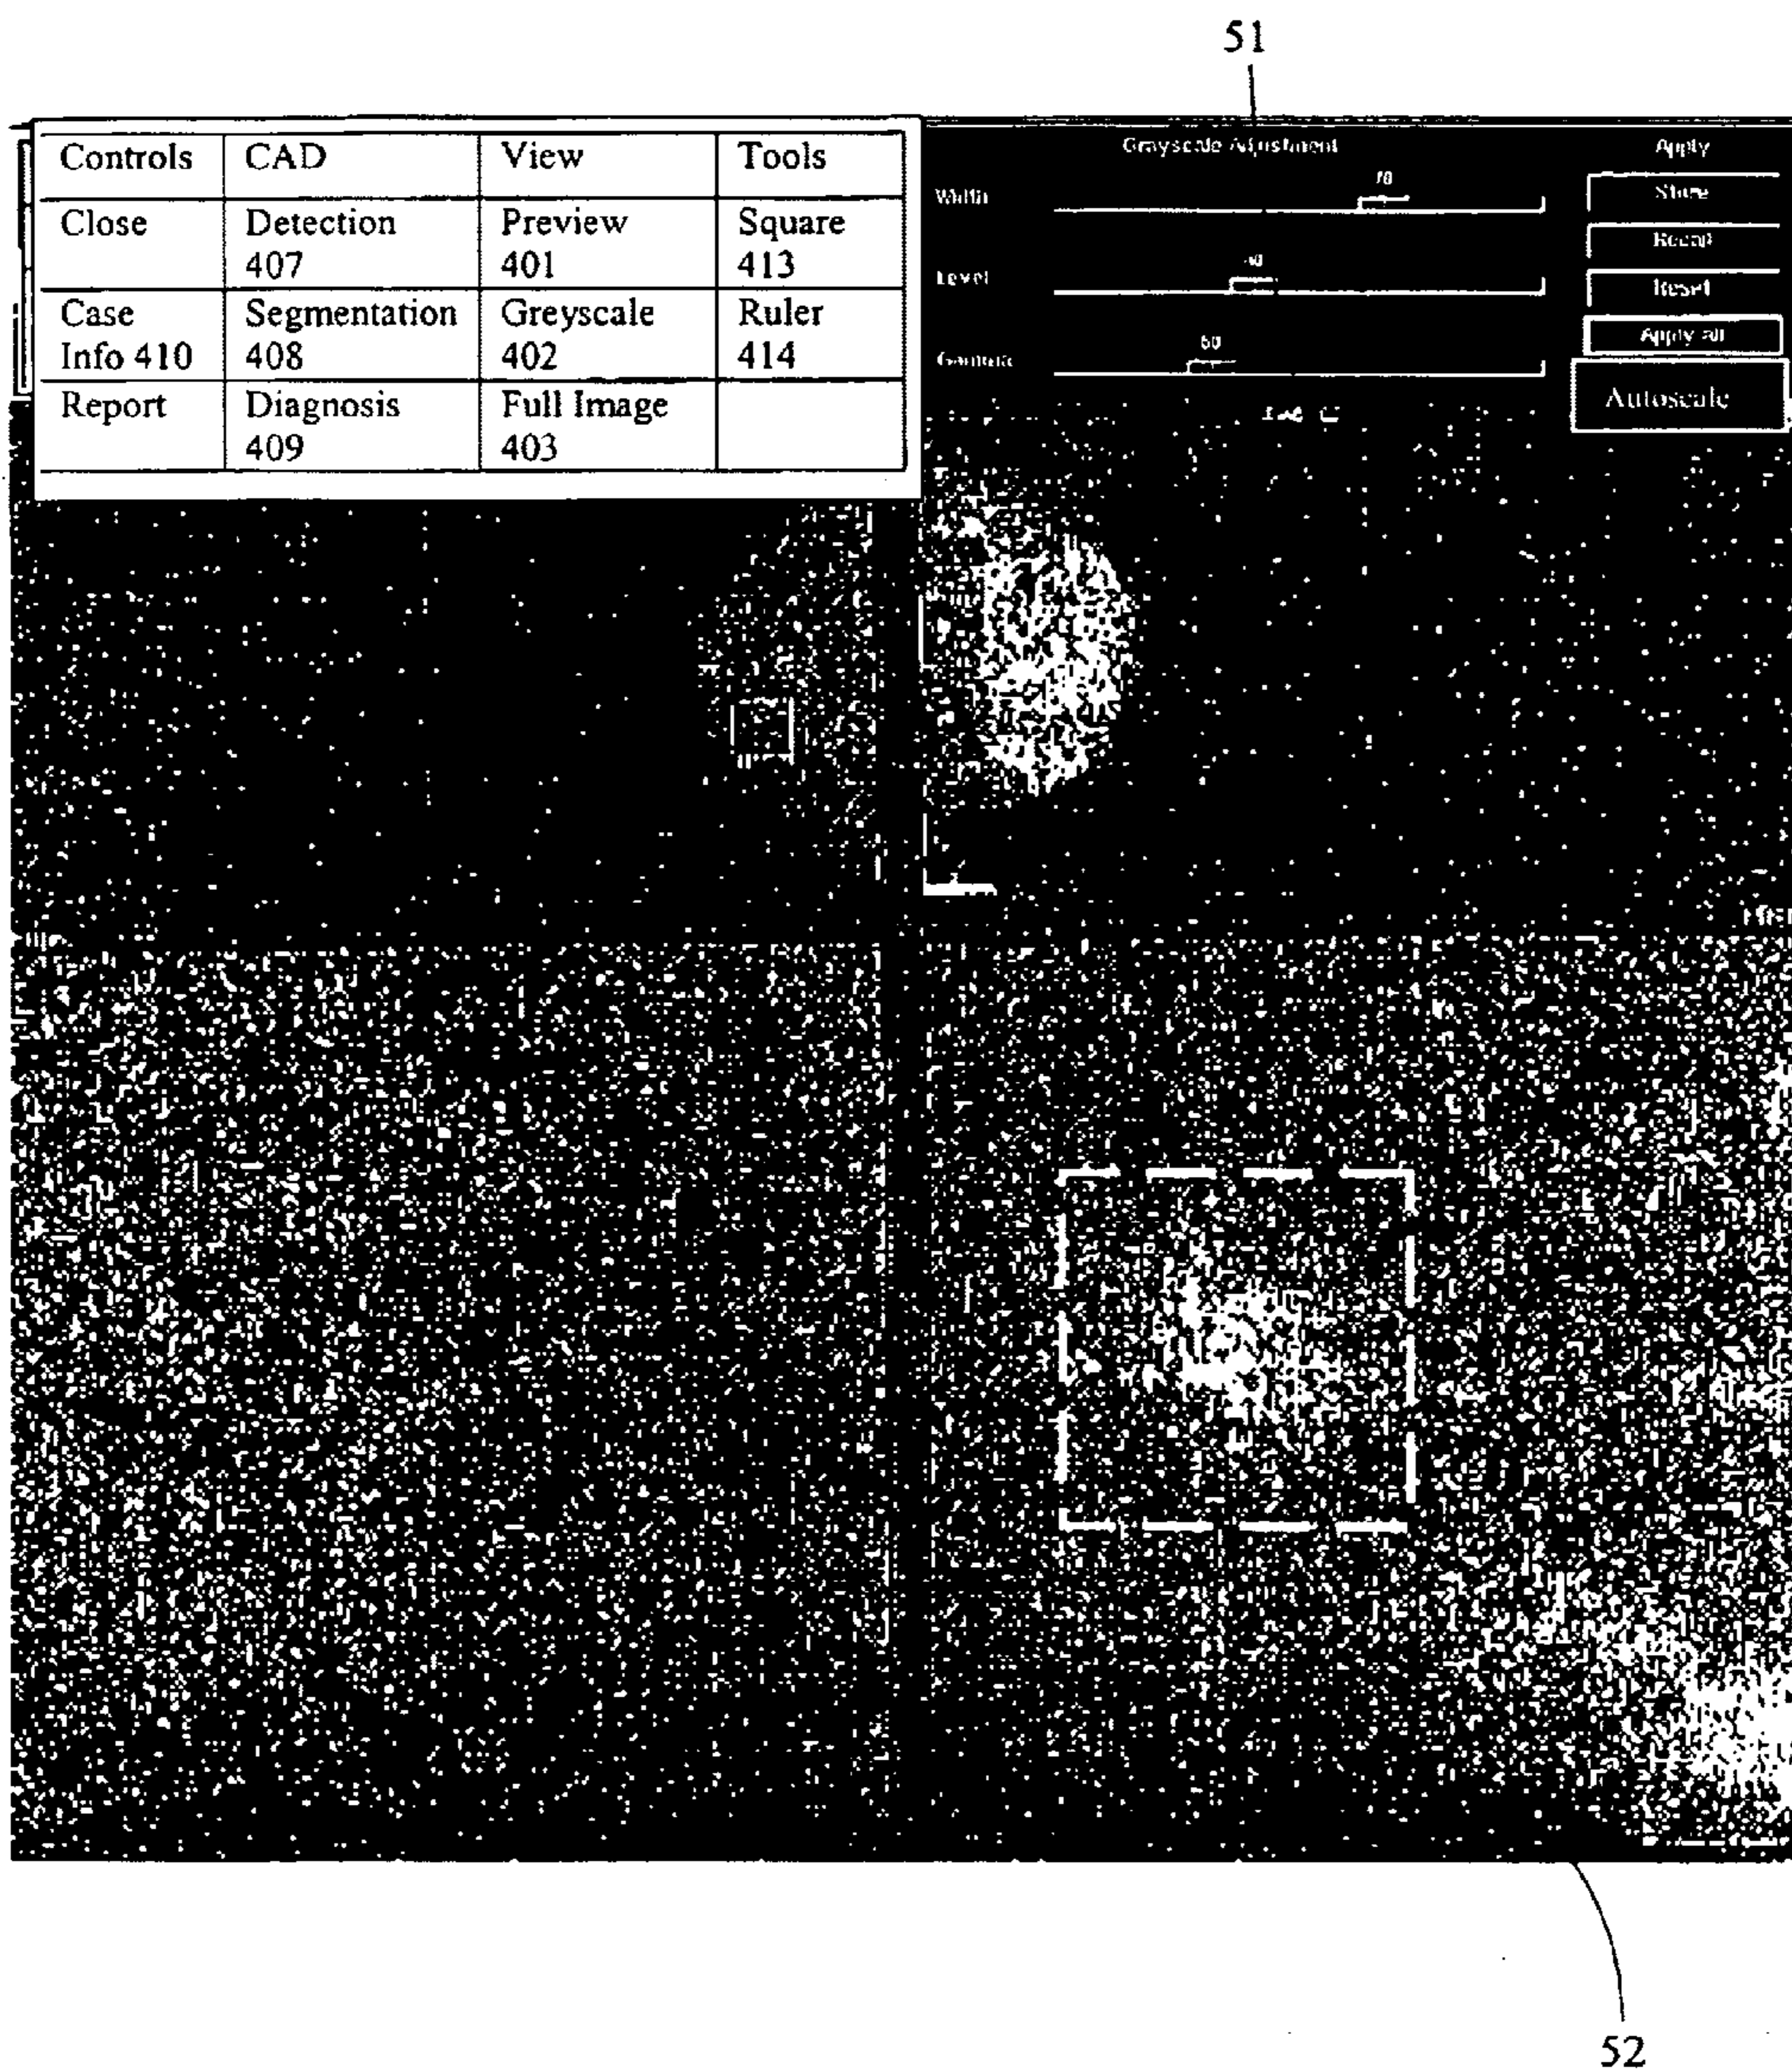 51
Controls CAD View Tools
Close Detection 407 Preview 401 Square 413
Case Info 410 Segmentation 408 Greyscale 402 Ruler 414
Report Diagnosis 409 Full Image 403
Grayscale Adjustment Apply
Width 70 Store
Recall
Level Reset
Apply all
Gamma 60
Autoscale
52